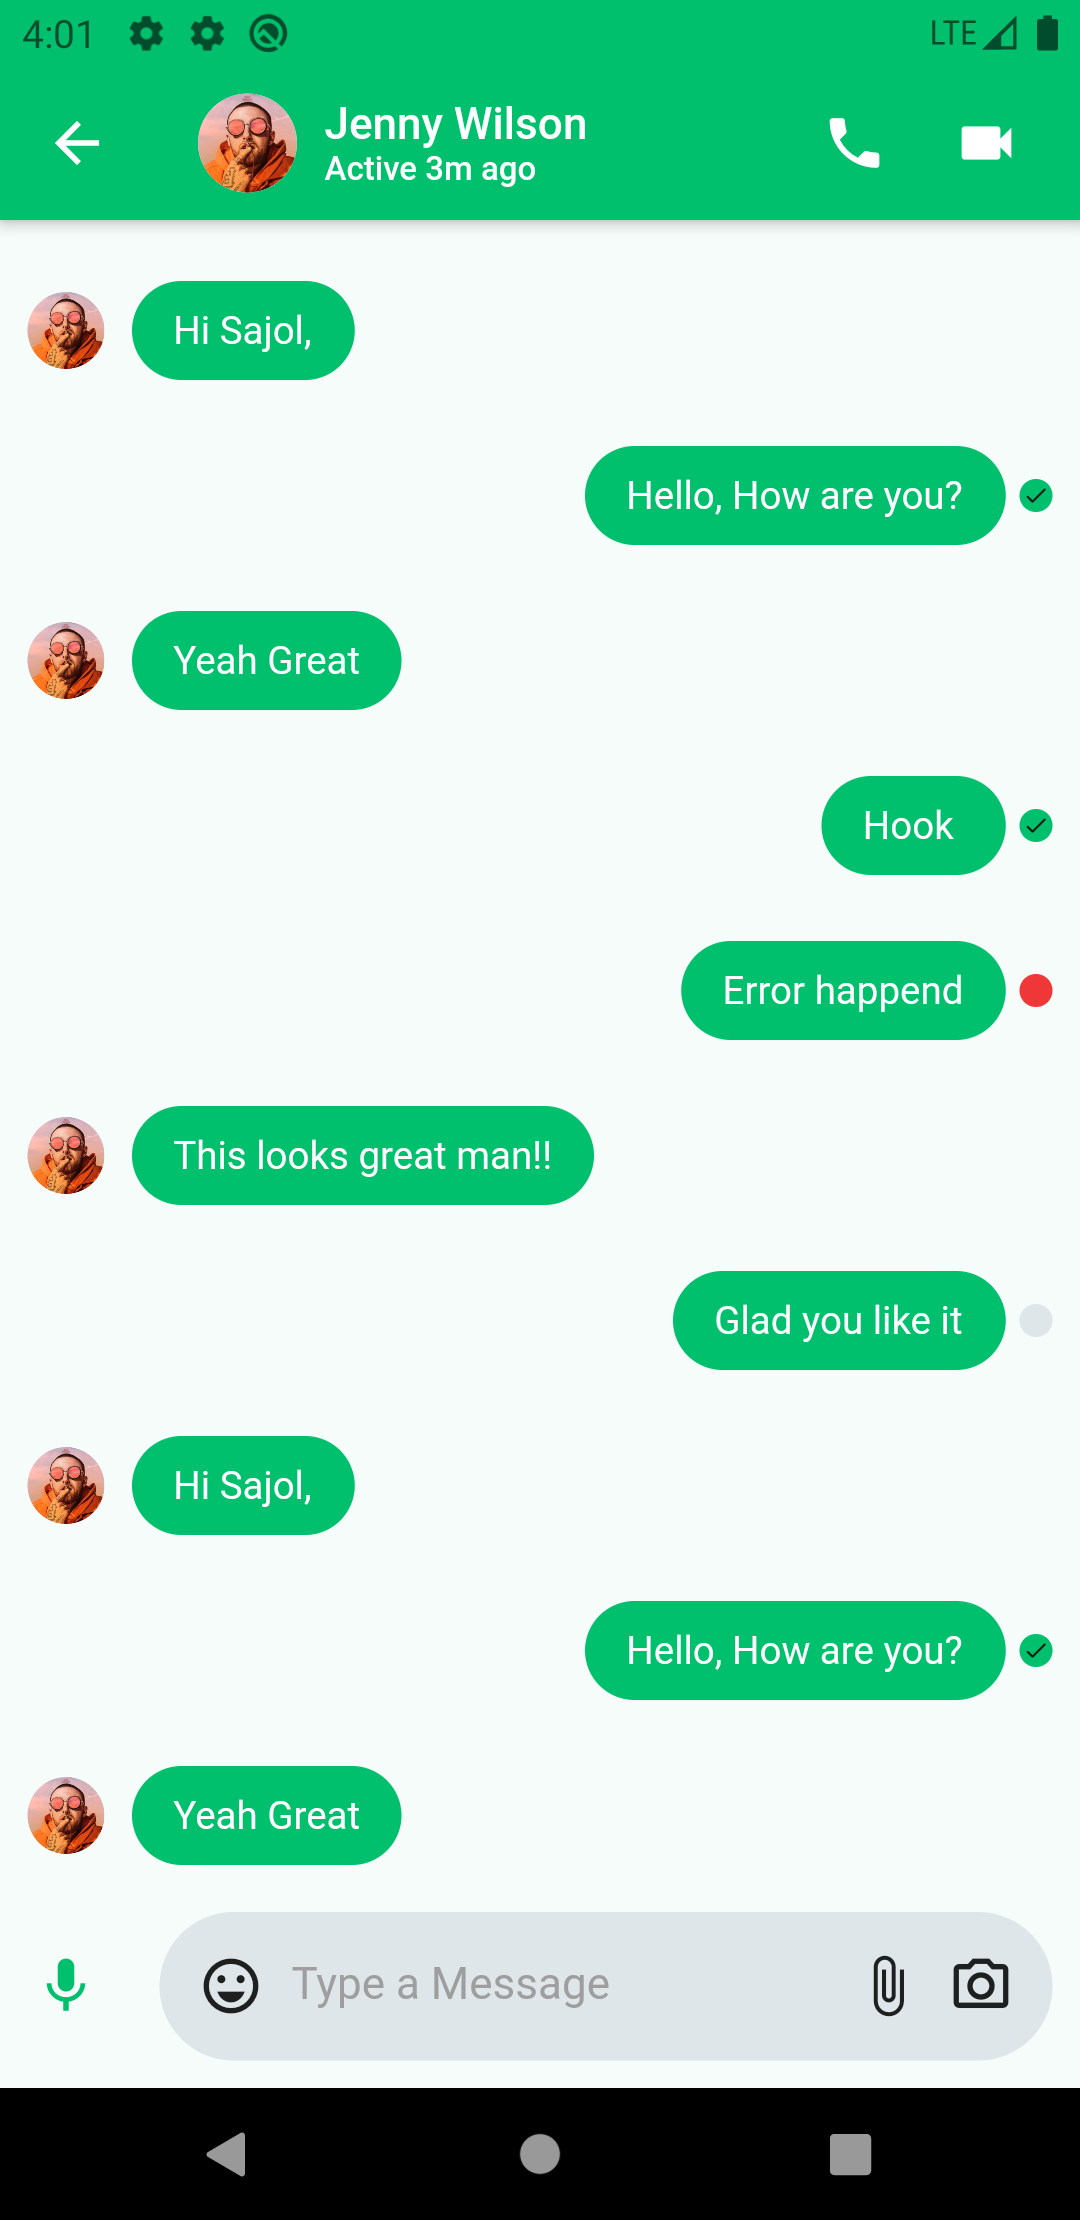 4:01
LTE
Jenny Wilson
Active 3m ago
Hi Sajol,
Hello, How are you?
Yeah Great
Hook
Error happend
This looks great man!!
Glad you like it
Hi Sajol,
Hello, How are you?
Yeah Great
Type a Message